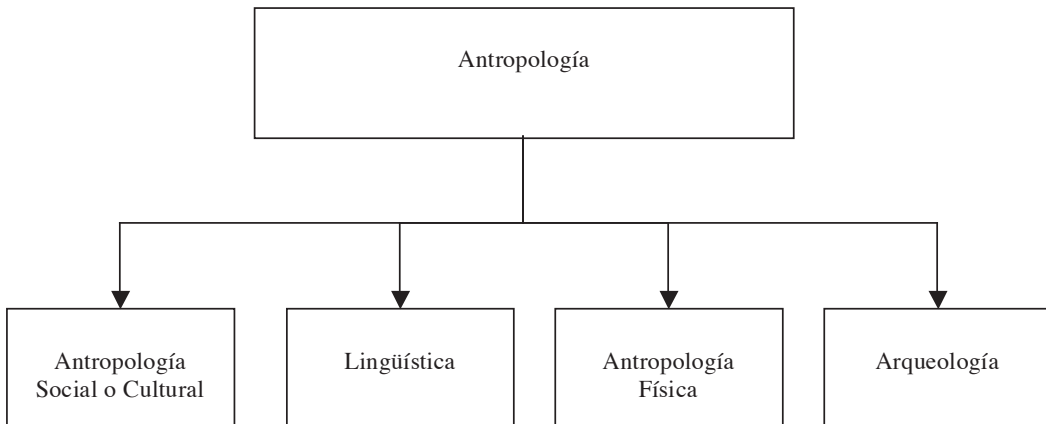 Antropología
Antropología
Social o Cultural
Lingüística
Antropología
Física
Arqueología